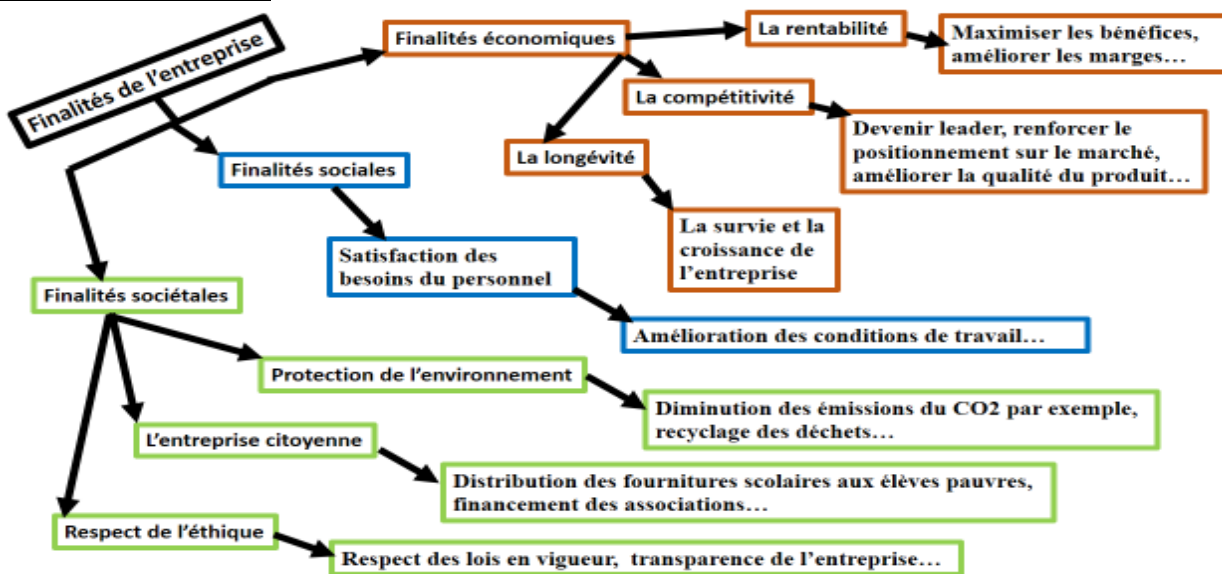 Finalités de l'entreprise
Finalités économiques
La rentabilité
Maximiser les bénéfices,
améliorer les marges…
La compétitivité
Devenir leader, renforcer le
positionnement sur le marché,
améliorer la qualité du produit…
La longévité
La survie et la
croissance de
l'entreprise
Finalités sociales
Satisfaction des
besoins du personnel
Amélioration des conditions de travail…
Finalités sociétales
Protection de l'environnement
Diminution des émissions du CO2 par exemple,
recyclage des déchets…
L'entreprise citoyenne
Distribution des fournitures scolaires aux élèves pauvres,
financement des associations…
Respect de l'éthique
Respect des lois en vigueur, transparence de l'entreprise…